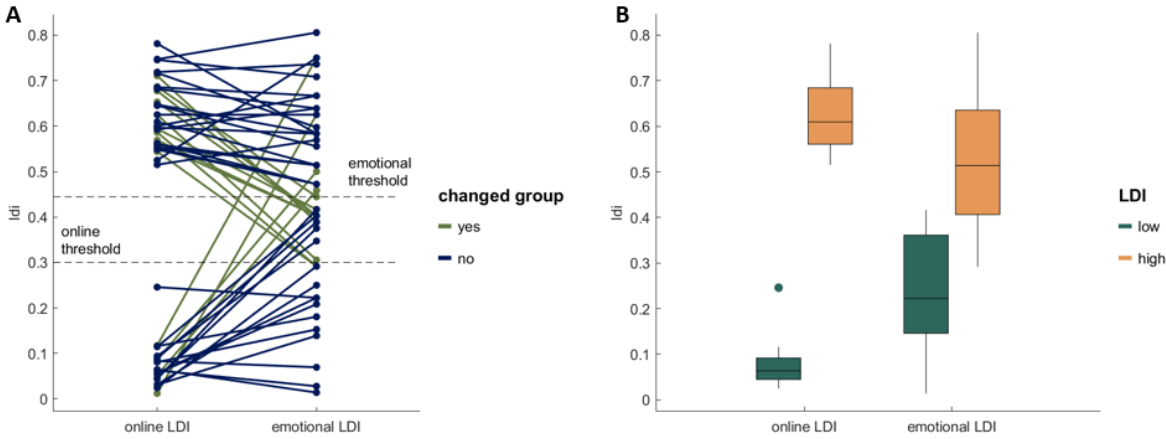 A
0.8
0.7
0.6
0.5
0.4
0.3
0.2
0.1
0
ldi
emotional
threshold
online
threshold
online LDI
emotional LDI
changed group
yes
no
B
0.8
0.7
0.6
0.5
0.4
0.3
0.2
0.1
0
ldi
online LDI
emotional LDI
LDI
low
high